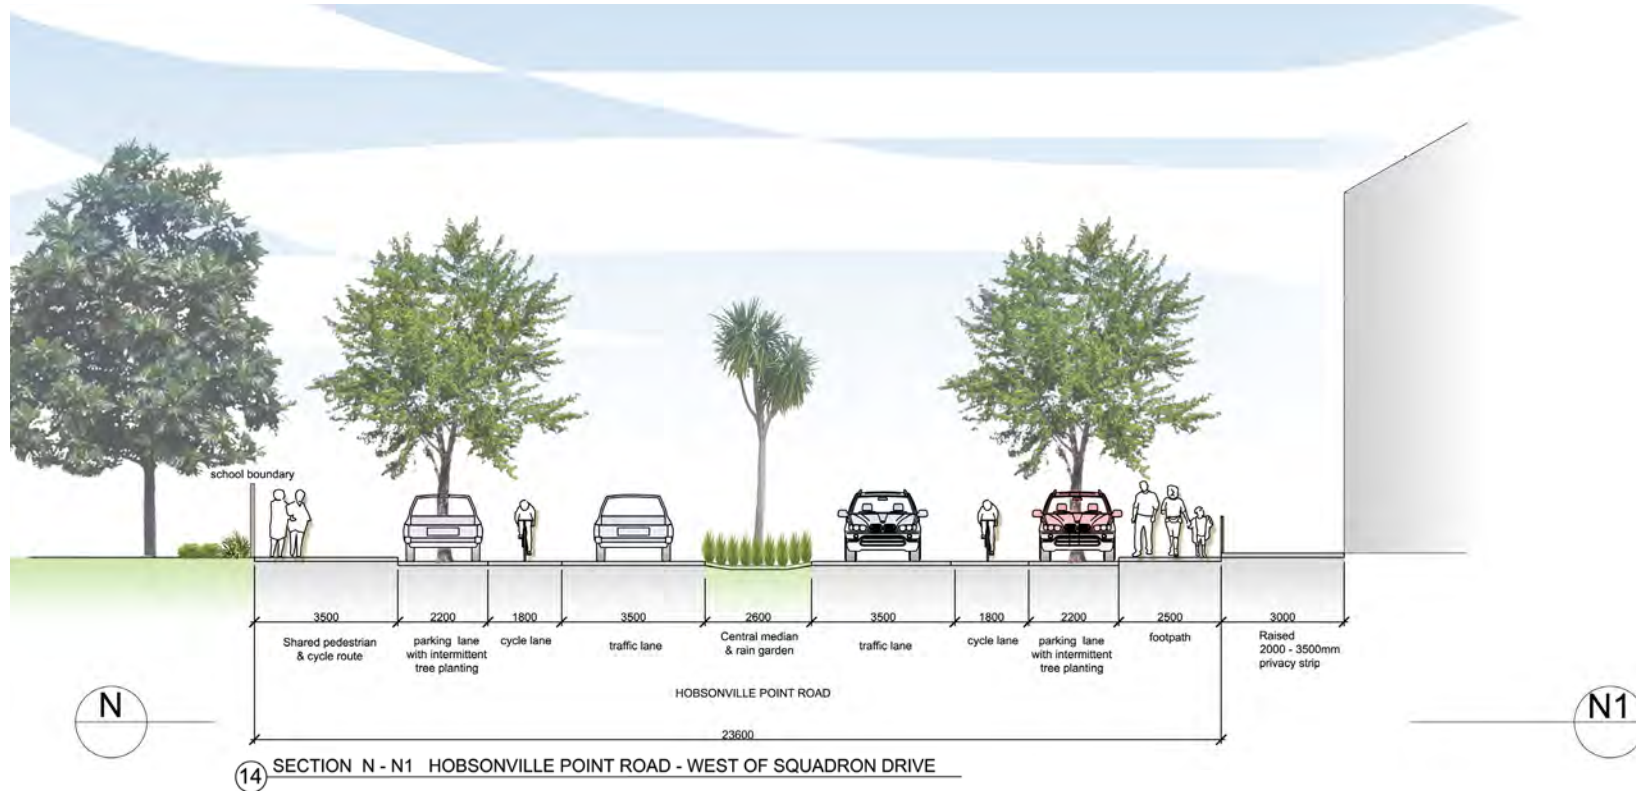 school boundary
3500
2200
1800
3500
2600
3500
1800
2200
2500
3000
Shared pedestrian
& cycle route
parking lane
with intermittent
tree planting
cycle lane
traffic lane
Central median
& rain garden
traffic lane
cycle lane
parking lane
with intermittent
tree planting
footpath
Raised
2000 - 3500mm
privacy strip
HOBSONVILLE POINT ROAD
N
N1
23600
14 SECTION N - N1 HOBSONVILLE POINT ROAD - WEST OF SQUADRON DRIVE